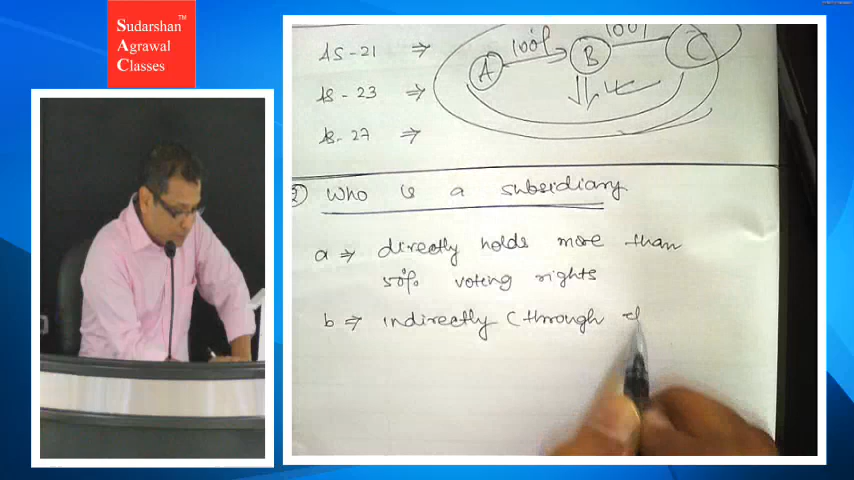 Sudarshan™
Agrawal
Classes
AS-21 ⇒
AS-23 ⇒
AS-27 ⇒
100%
100%
A
B
C
2) Who is a subsidiary
a ⇒ directly holds more than
50% voting rights
b ⇒ indirectly (through